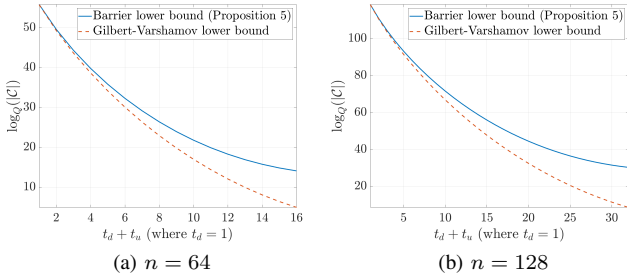 Barrier lower bound (Proposition 5)
Gilbert-Varshamov lower bound
50
40
30
20
10
log_Q(|𝒞|)
2 4 6 8 10 12 14 16
t_d + t_u (where t_d = 1)
(a) n = 64
Barrier lower bound (Proposition 5)
Gilbert-Varshamov lower bound
100
80
60
40
20
log_Q(|𝒞|)
5 10 15 20 25 30
t_d + t_u (where t_d = 1)
(b) n = 128